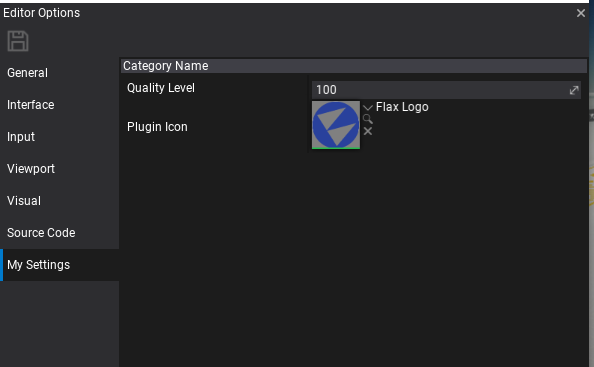 Editor Options
General
Interface
Input
Viewport
Visual
Source Code
My Settings
Category Name
Quality Level 100
Plugin Icon Flax Logo